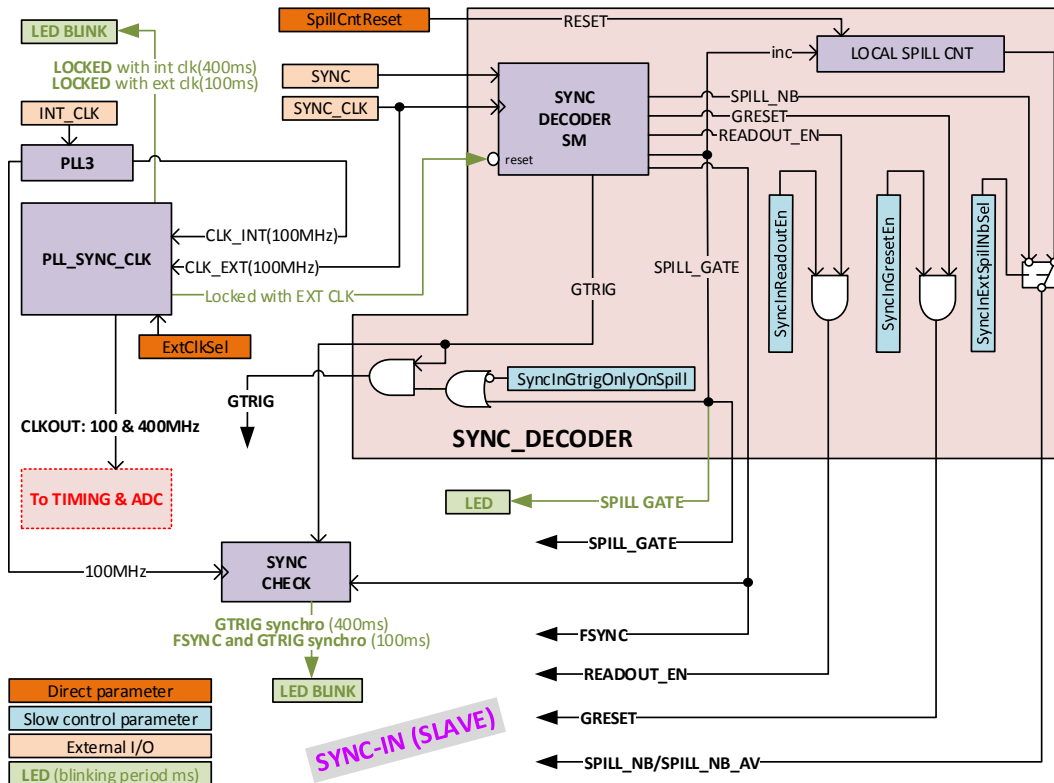 SpillCntReset
RESET
LED BLINK
inc
LOCAL SPILL CNT
LOCKED with int clk(400ms)
LOCKED with ext clk(100ms)
SYNC
SYNC_CLK
SYNC
DECODER
SM
reset
SPILL_NB
GRESET
READOUT_EN
INT_CLK
PLL3
PLL_SYNC_CLK
CLK_INT(100MHz)
CLK_EXT(100MHz)
Locked with EXT CLK
ExtClkSel
SPILL_GATE
GTRIG
SyncInReadoutEn
SyncInGresetEn
SyncInExtSpillNbSel
SyncInGtrigOnlyOnSpill
GTRIG
SYNC_DECODER
CLKOUT: 100 & 400MHz
To TIMING & ADC
LED
SPILL GATE
SPILL_GATE
100MHz
SYNC
CHECK
GTRIG synchro (400ms)
FSYNC and GTRIG synchro (100ms)
LED BLINK
FSYNC
READOUT_EN
GRESET
SPILL_NB/SPILL_NB_AV
Direct parameter
Slow control parameter
External I/O
LED (blinking period ms)
SYNC-IN (SLAVE)